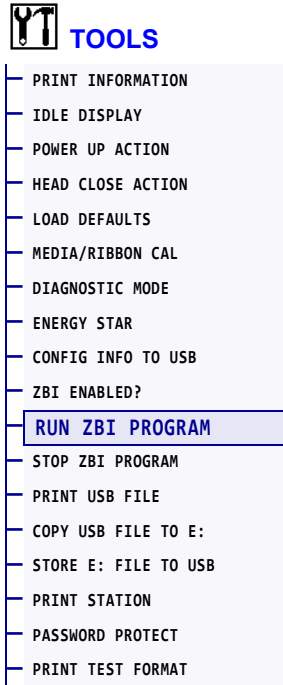 TOOLS
PRINT INFORMATION
IDLE DISPLAY
POWER UP ACTION
HEAD CLOSE ACTION
LOAD DEFAULTS
MEDIA/RIBBON CAL
DIAGNOSTIC MODE
ENERGY STAR
CONFIG INFO TO USB
ZBI ENABLED?
RUN ZBI PROGRAM
STOP ZBI PROGRAM
PRINT USB FILE
COPY USB FILE TO E:
STORE E: FILE TO USB
PRINT STATION
PASSWORD PROTECT
PRINT TEST FORMAT